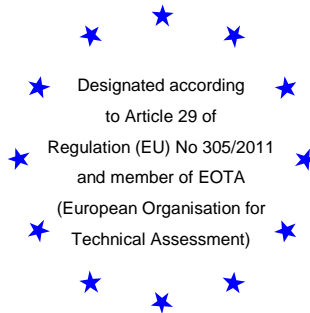 Designated according
to Article 29 of
Regulation (EU) No 305/2011
and member of EOTA
(European Organisation for
Technical Assessment)